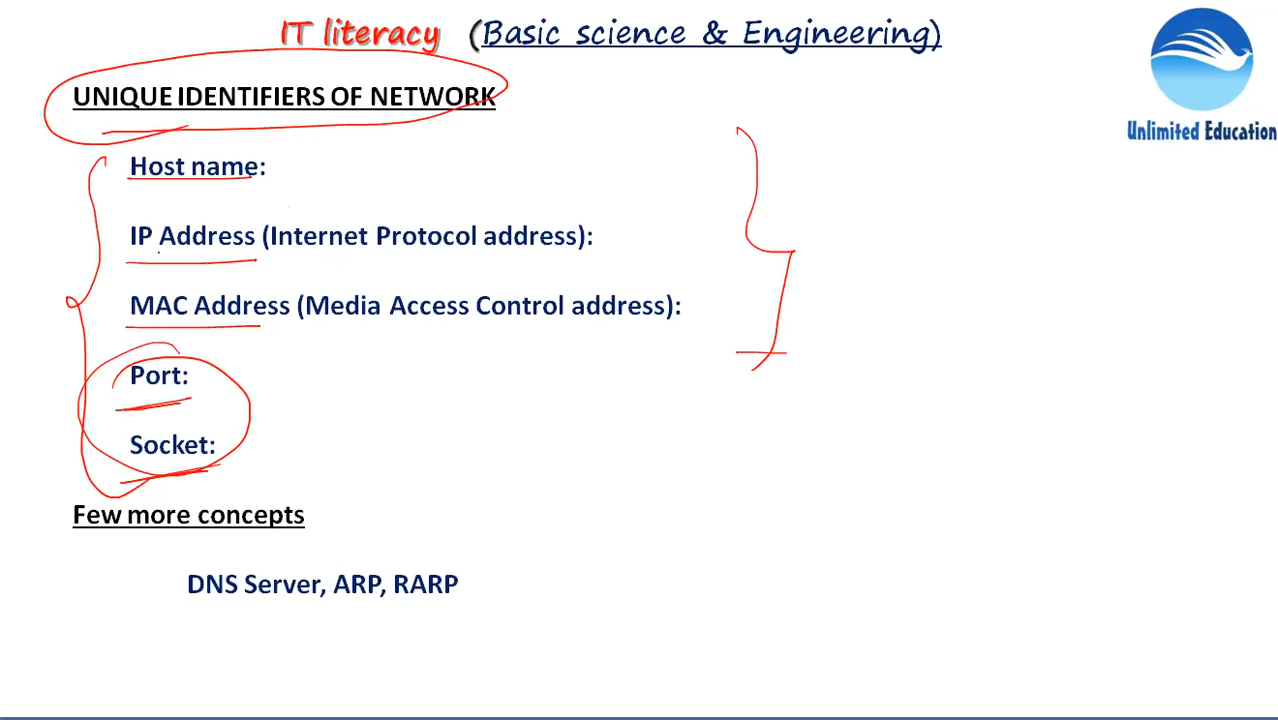 IT literacy (Basic science & Engineering)
Unlimited Education
UNIQUE IDENTIFIERS OF NETWORK
Host name:
IP Address (Internet Protocol address):
MAC Address (Media Access Control address):
Port:
Socket:
Few more concepts
DNS Server, ARP, RARP